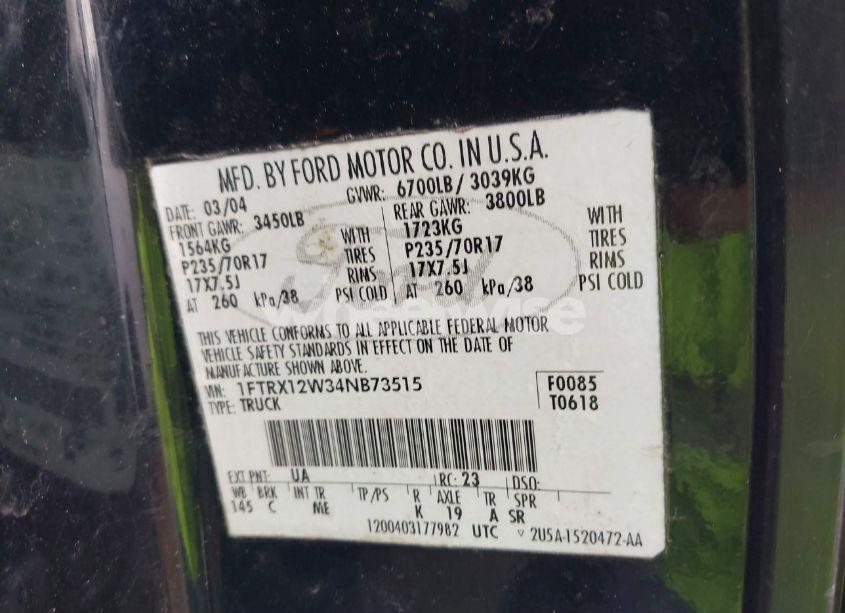 MFD. BY FORD MOTOR CO. IN U.S.A.
DATE: 03/04 GVWR: 6700LB/ 3039KG
FRONT GAWR: 3450LB REAR GAWR: 3800LB
1564KG WITH 1723KG WITH
P235/70R17 TIRES P235/70R17 TIRES
17X7.5J RIMS 17X7.5J RIMS
AT 260 kPa/38 PSI COLD AT 260 kPa/38 PSI COLD
THIS VEHICLE CONFORMS TO ALL APPLICABLE FEDERAL MOTOR
VEHICLE SAFETY STANDARDS IN EFFECT ON THE DATE OF
MANUFACTURE SHOWN ABOVE.
VIN: 1FTRX12W34NB73515 F0085
TYPE: TRUCK T0618
EXT PNT: UA RC: 23 DSO:
WB BRK INT TR TP/PS R AXLE TR SPR
145 C ME K 19 A SR
1200403177982 UTC ▽ 2U5A-1520472-AA